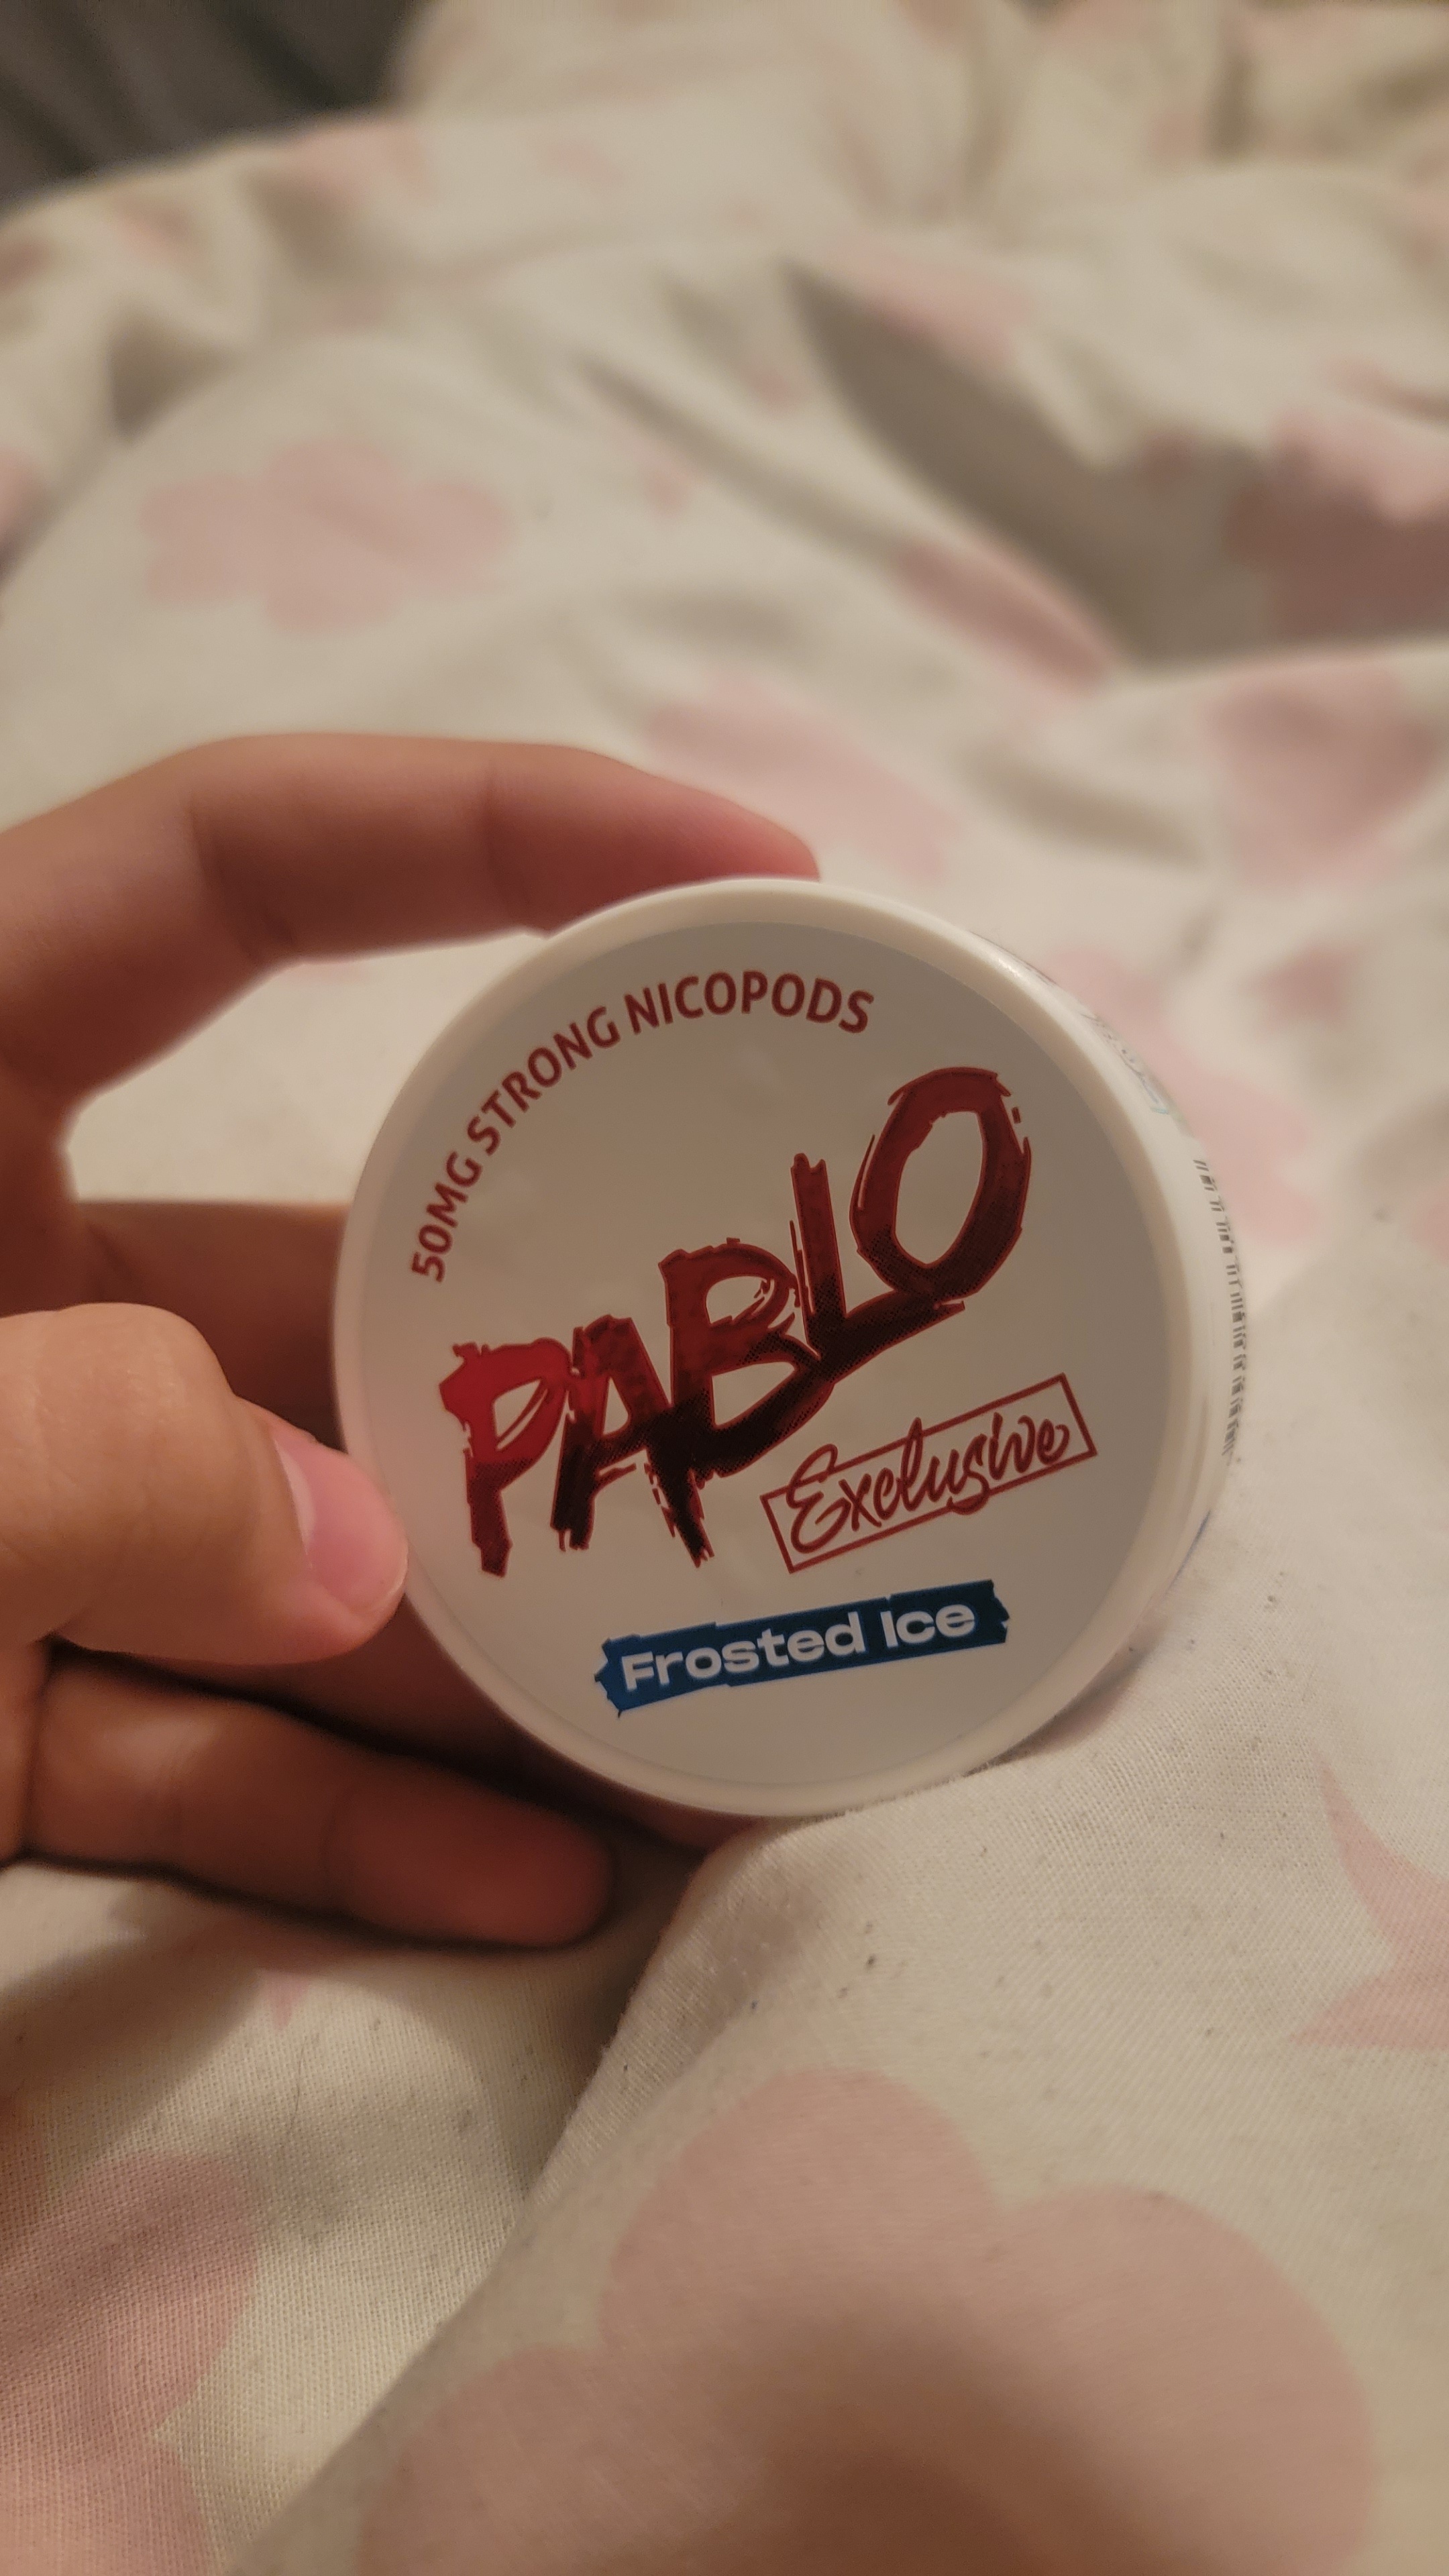 50MG STRONG NICOPODS
PABLO
Exclusive
Frosted Ice